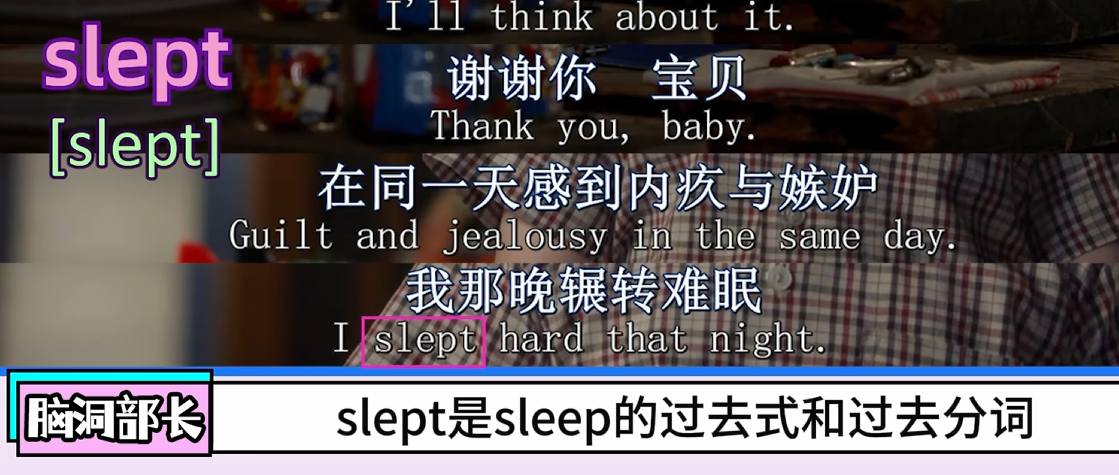 I'll think about it.
slept
[slept]
谢谢你 宝贝
Thank you, baby.
在同一天感到内疚与嫉妒
Guilt and jealousy in the same day.
我那晚辗转难眠
I slept hard that night.
脑洞部长
slept是sleep的过去式和过去分词